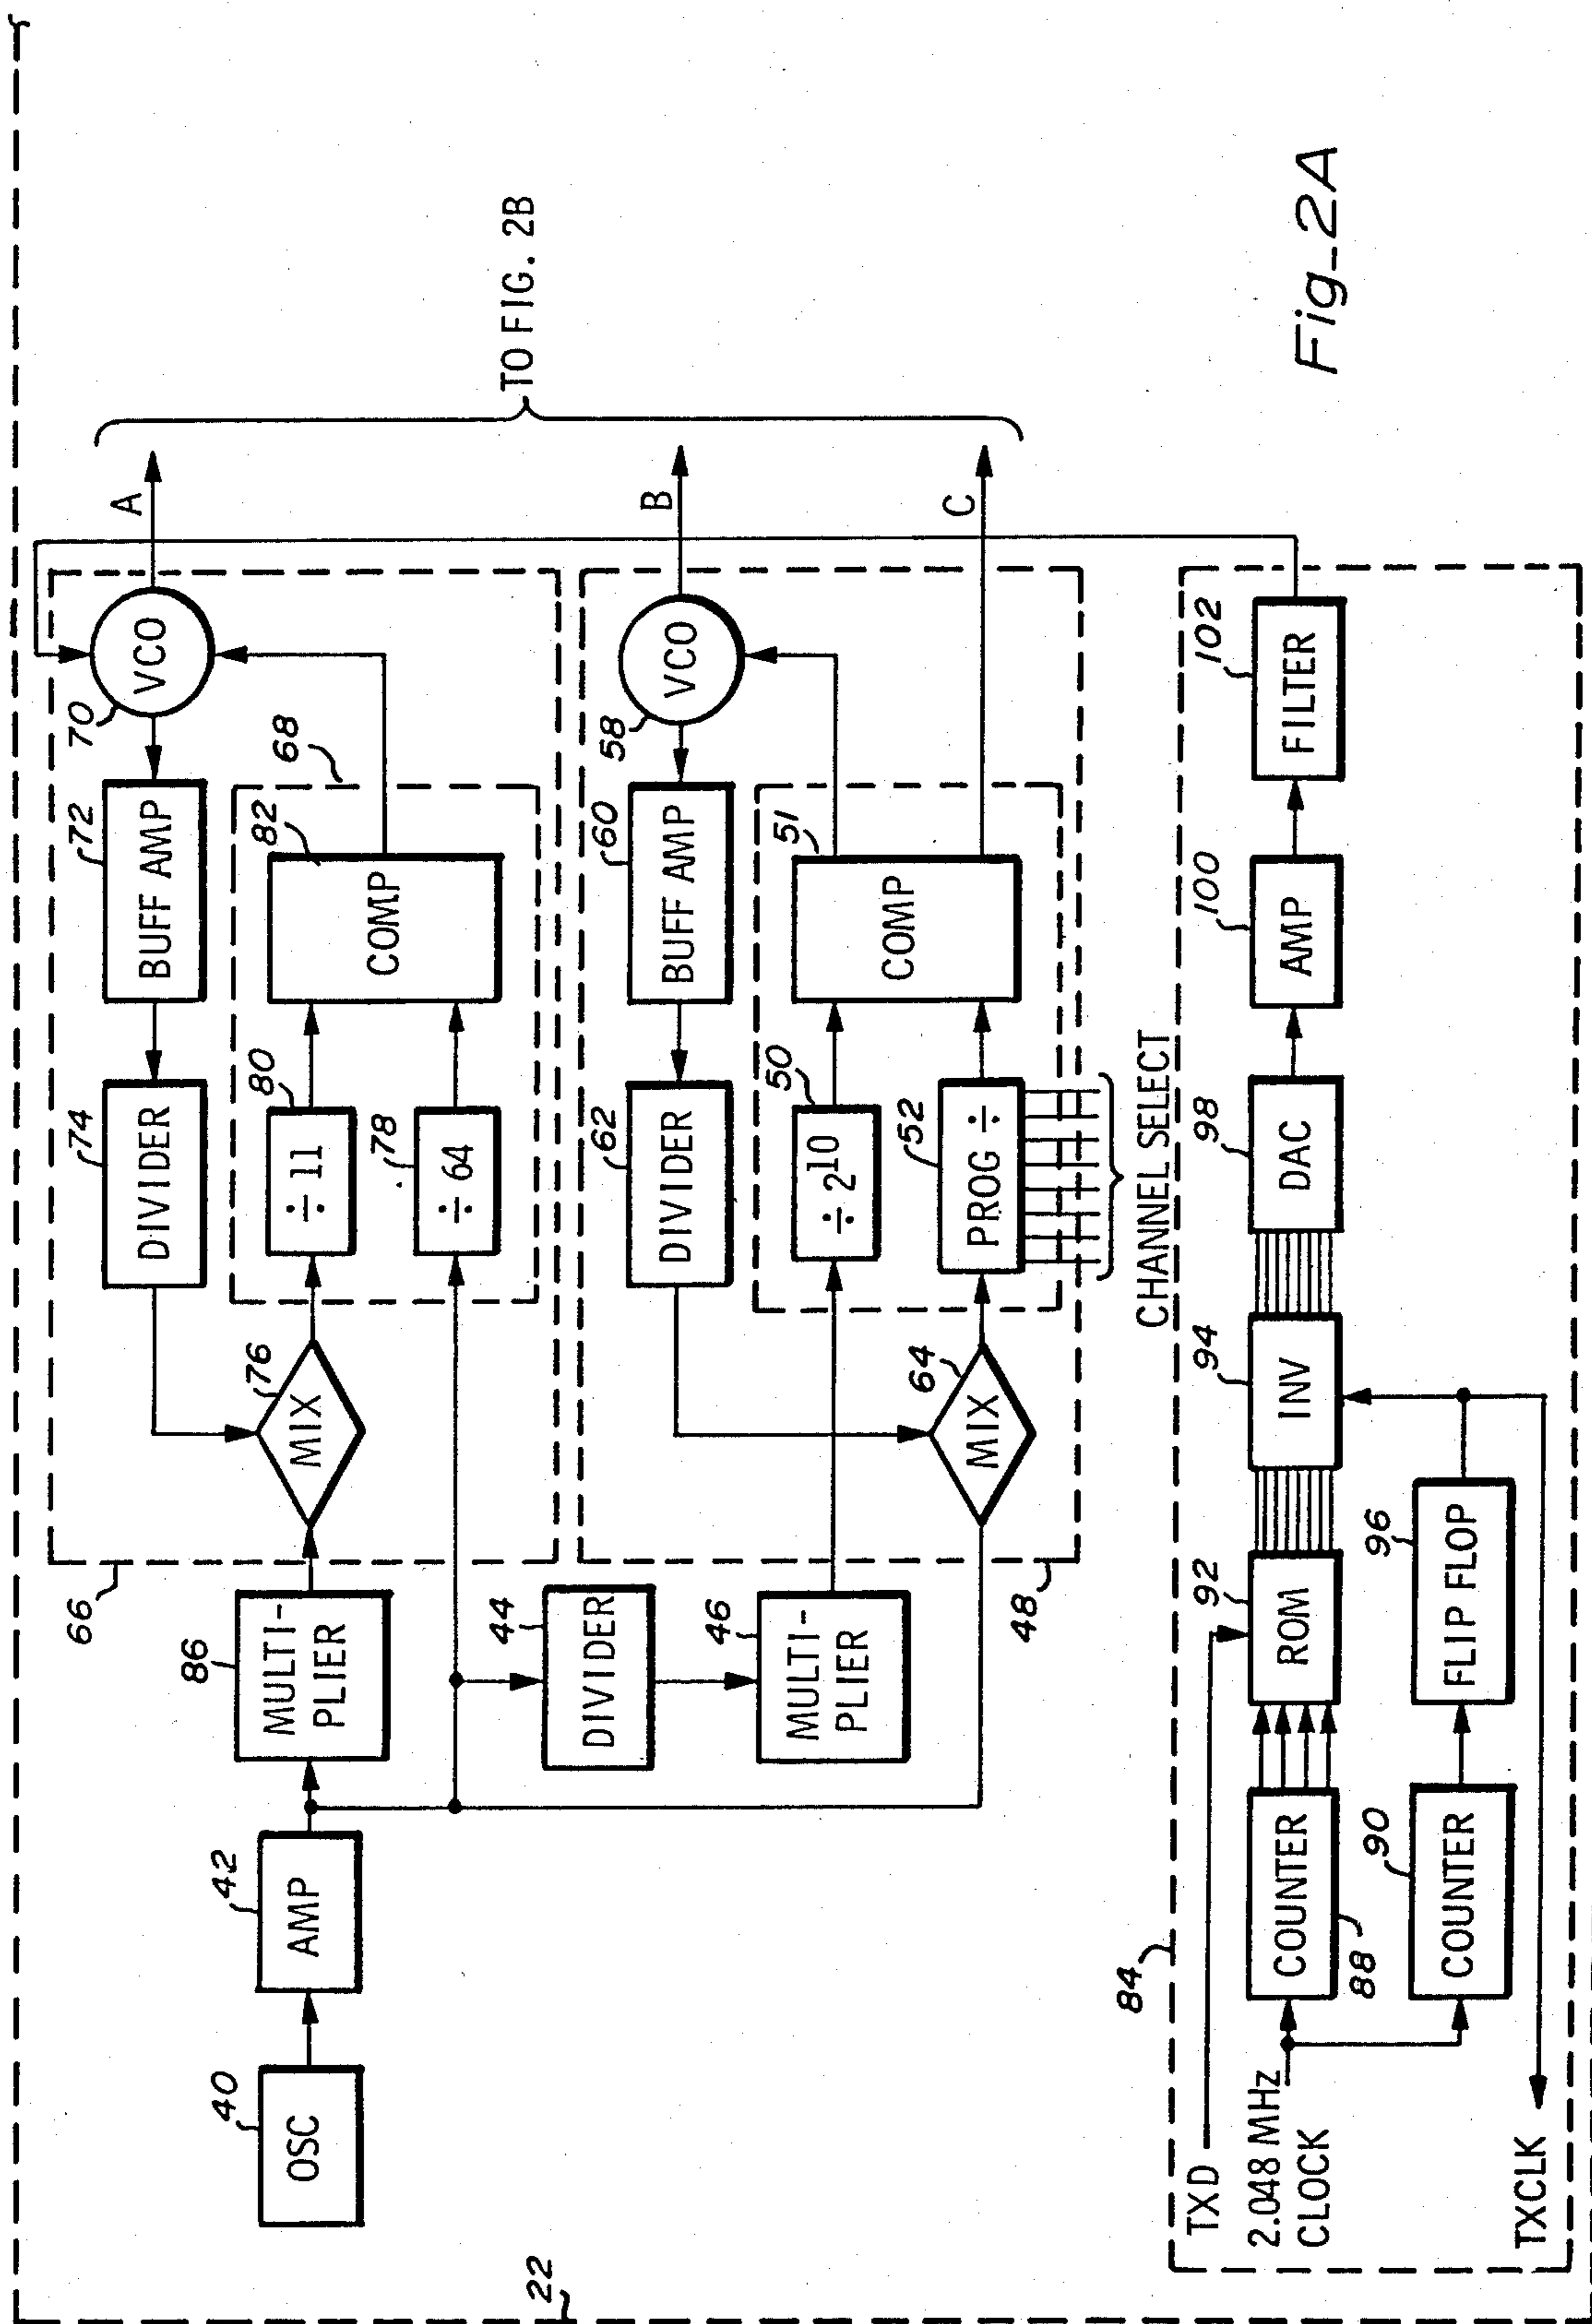 22
40
OSC
42
AMP
86
MULTI-
PLIER
66
76
MIX
74
DIVIDER
72
BUFF AMP
70
VCO
A
68
80
÷ 11
78
÷ 64
82
COMP
44
DIVIDER
46
MULTI-
PLIER
48
64
MIX
62
DIVIDER
60
BUFF AMP
58
VCO
B
50
÷ 2¹⁰
52
PROG ÷
51
COMP
C
TO FIG. 2B
CHANNEL SELECT
84
TXD
2.048 MHz
CLOCK
TXCLK
COUNTER
88
90
COUNTER
92
ROM
96
FLIP FLOP
94
INV
98
DAC
100
AMP
102
FILTER
Fig_2A